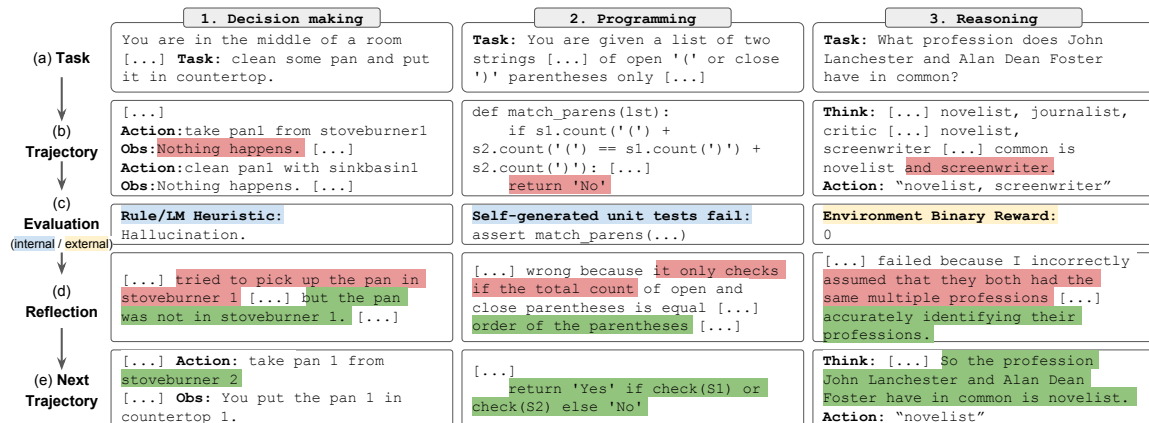 1. Decision making
2. Programming
3. Reasoning
(a) Task
You are in the middle of a room
[...] Task: clean some pan and put
it in countertop.
Task: You are given a list of two
strings [...] of open '(' or close
')' parentheses only [...]
Task: What profession does John
Lanchester and Alan Dean Foster
have in common?
(b)
Trajectory
[...]
Action:take pan1 from stoveburner1
Obs:Nothing happens. [...]
Action:clean pan1 with sinkbasin1
Obs:Nothing happens. [...]
def match_parens(lst):
if s1.count('(') +
s2.count('(') == s1.count(')') +
s2.count(')'): [...]
return 'No'
Think: [...] novelist, journalist,
critic [...] novelist,
screenwriter [...] common is
novelist and screenwriter.
Action: “novelist, screenwriter”
(c)
Evaluation
(internal / external)
Rule/LM Heuristic:
Hallucination.
Self-generated unit tests fail:
assert match_parens(...)
Environment Binary Reward:
0
(d)
Reflection
[...] tried to pick up the pan in
stoveburner 1 [...] but the pan
was not in stoveburner 1. [...]
[...] wrong because it only checks
if the total count of open and
close parentheses is equal [...]
order of the parentheses [...]
[...] failed because I incorrectly
assumed that they both had the
same multiple professions [...]
accurately identifying their
professions.
(e) Next
Trajectory
[...] Action: take pan 1 from
stoveburner 2
[...] Obs: You put the pan 1 in
countertop 1.
[...]
return 'Yes' if check(S1) or
check(S2) else 'No'
Think: [...] So the profession
John Lanchester and Alan Dean
Foster have in common is novelist.
Action: “novelist”